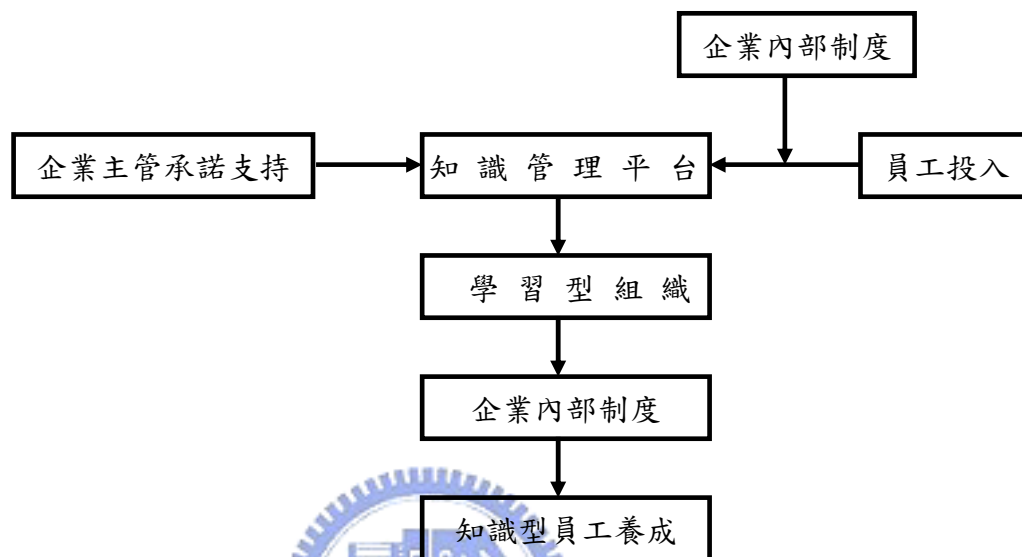 企業內部制度
企業主管承諾支持
知識管理平台
員工投入
學習型組織
企業內部制度
知識型員工養成